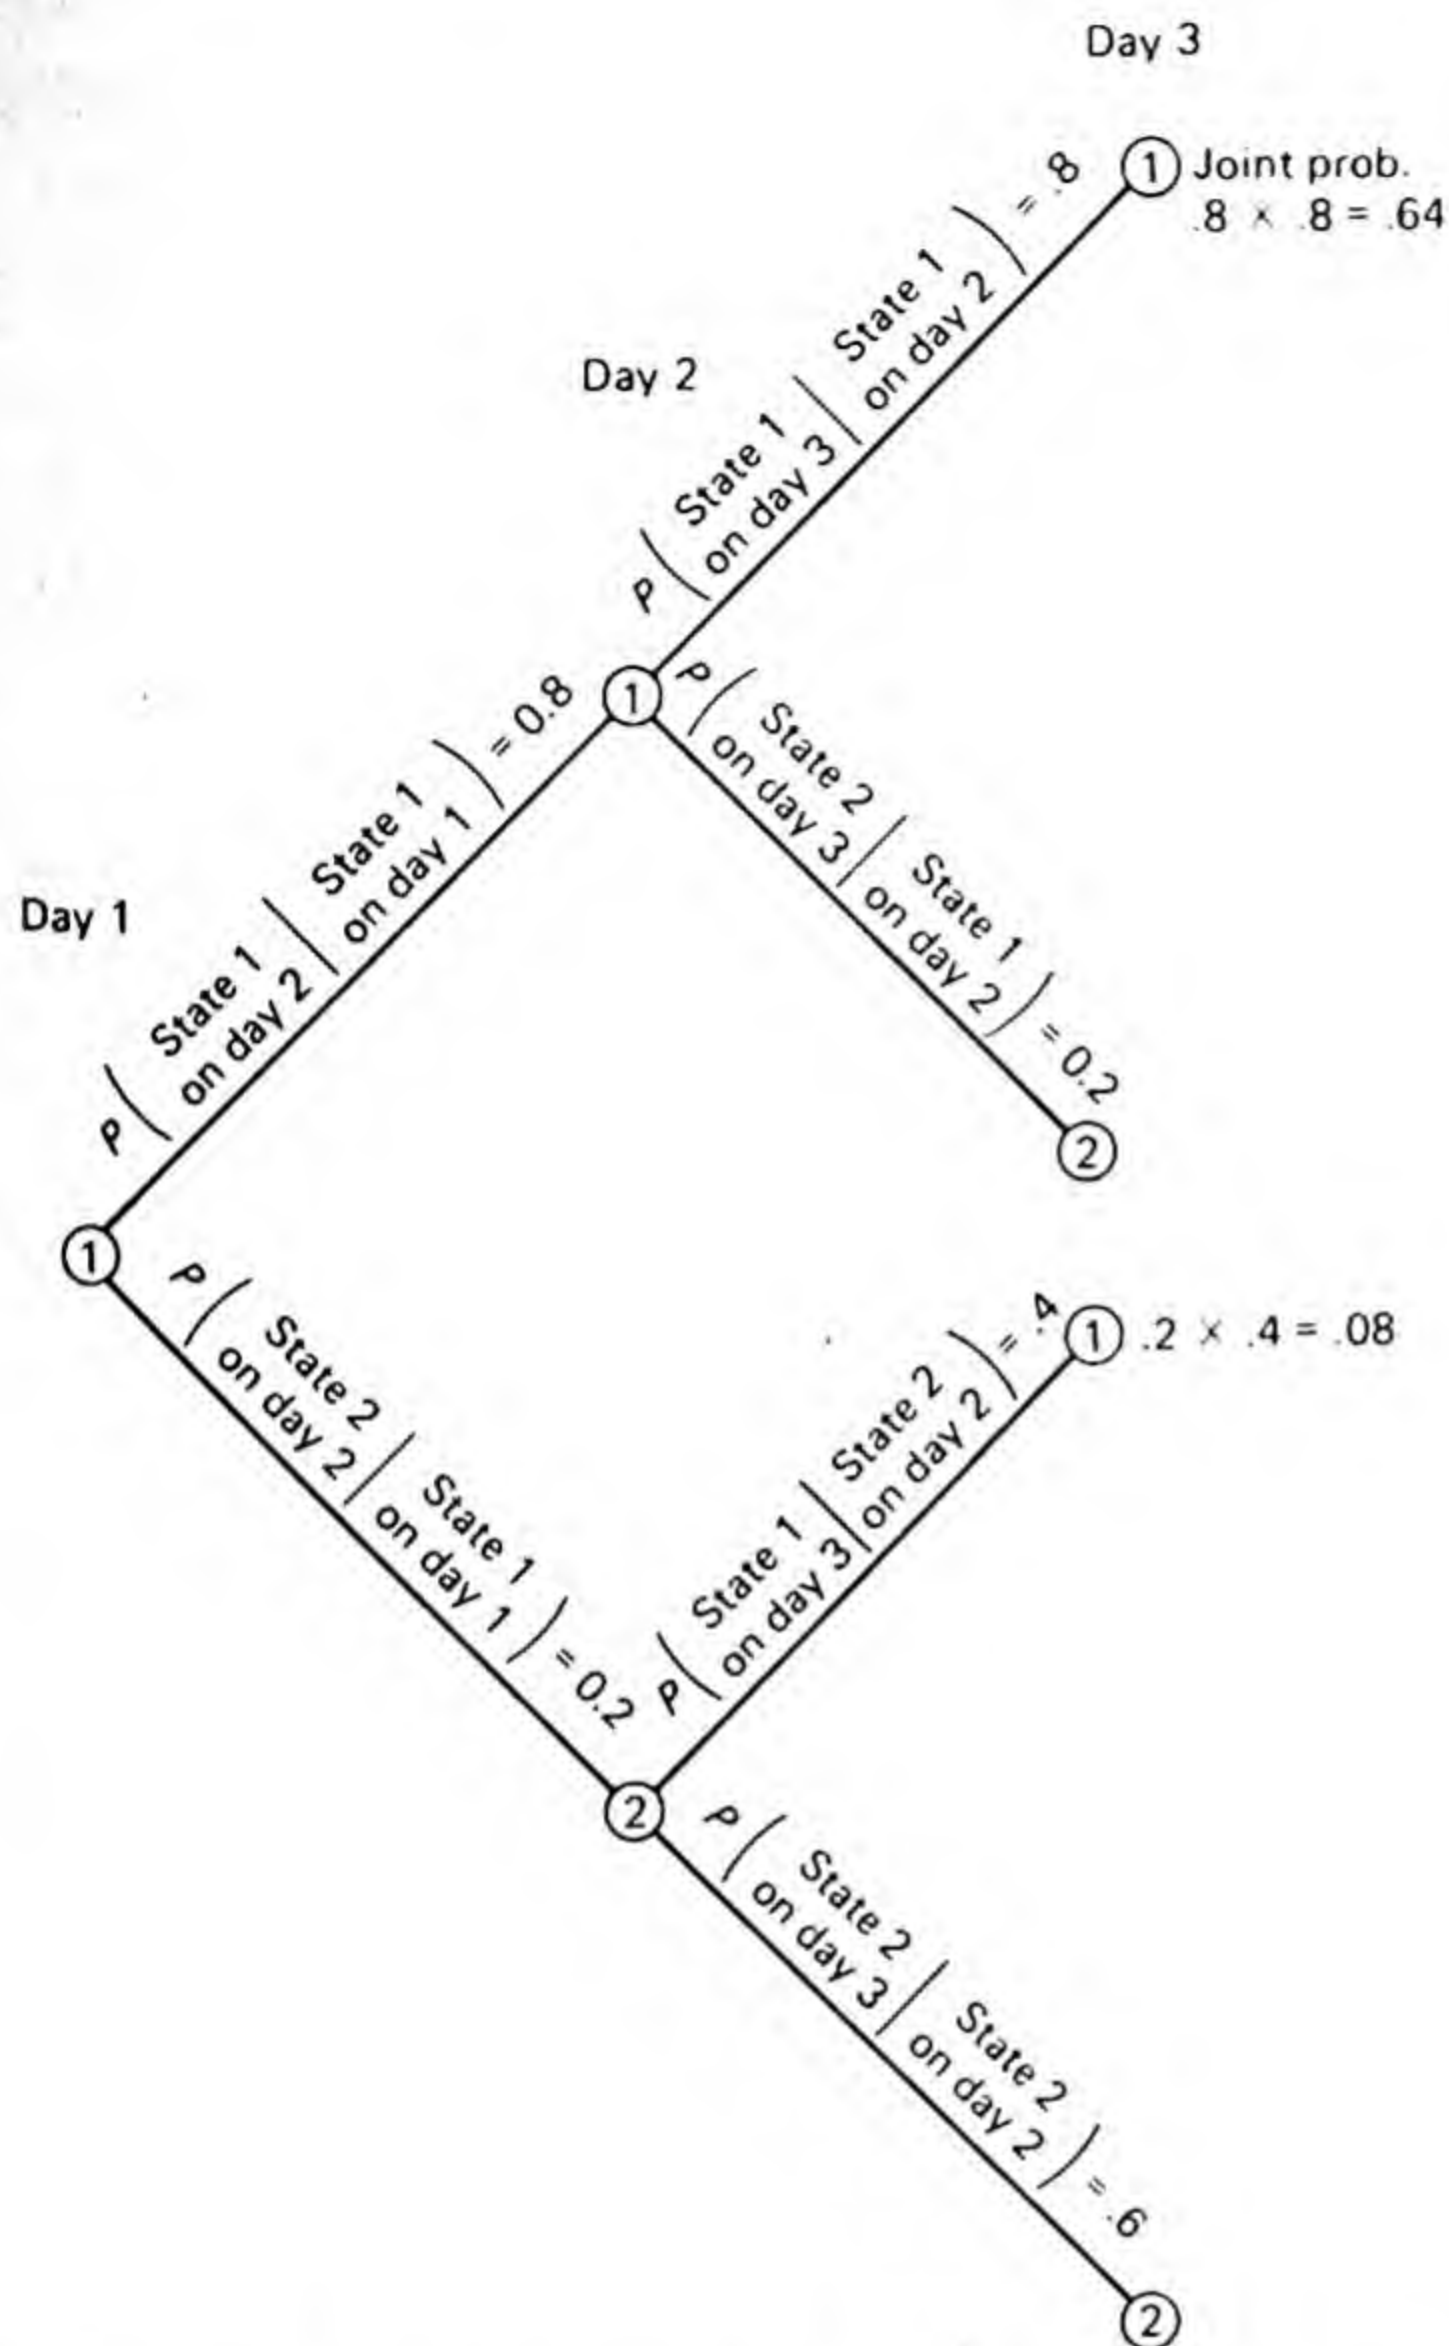 Day 3
① Joint prob.
.8 × .8 = .64
P ( State 1 on day 3 | State 1 on day 2 ) = .8
Day 2
①
P ( State 2 on day 3 | State 1 on day 2 ) = 0.2
②
P ( State 1 on day 2 | State 1 on day 1 ) = 0.8
Day 1
①
P ( State 2 on day 2 | State 1 on day 1 ) = 0.2
P ( State 1 on day 3 | State 2 on day 2 ) = .4
① .2 × .4 = .08
②
P ( State 2 on day 3 | State 2 on day 2 ) = .6
②